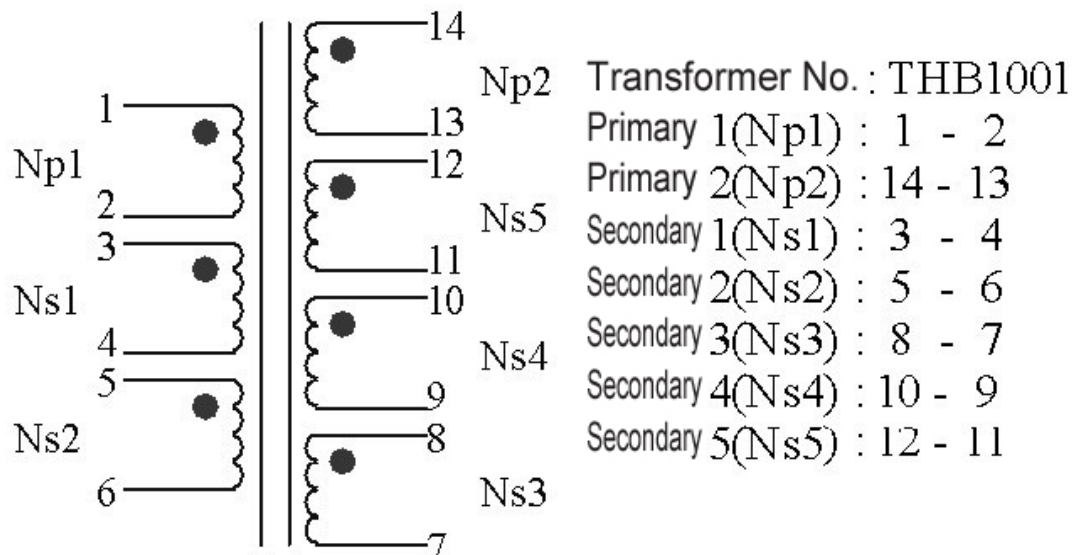 1
Np1
2
3
Ns1
4
5
Ns2
6
14
Np2
13
12
Ns5
11
10
Ns4
9
8
Ns3
7
Transformer No. : THB1001
Primary 1(Np1) : 1 - 2
Primary 2(Np2) : 14 - 13
Secondary 1(Ns1) : 3 - 4
Secondary 2(Ns2) : 5 - 6
Secondary 3(Ns3) : 8 - 7
Secondary 4(Ns4) : 10 - 9
Secondary 5(Ns5) : 12 - 11